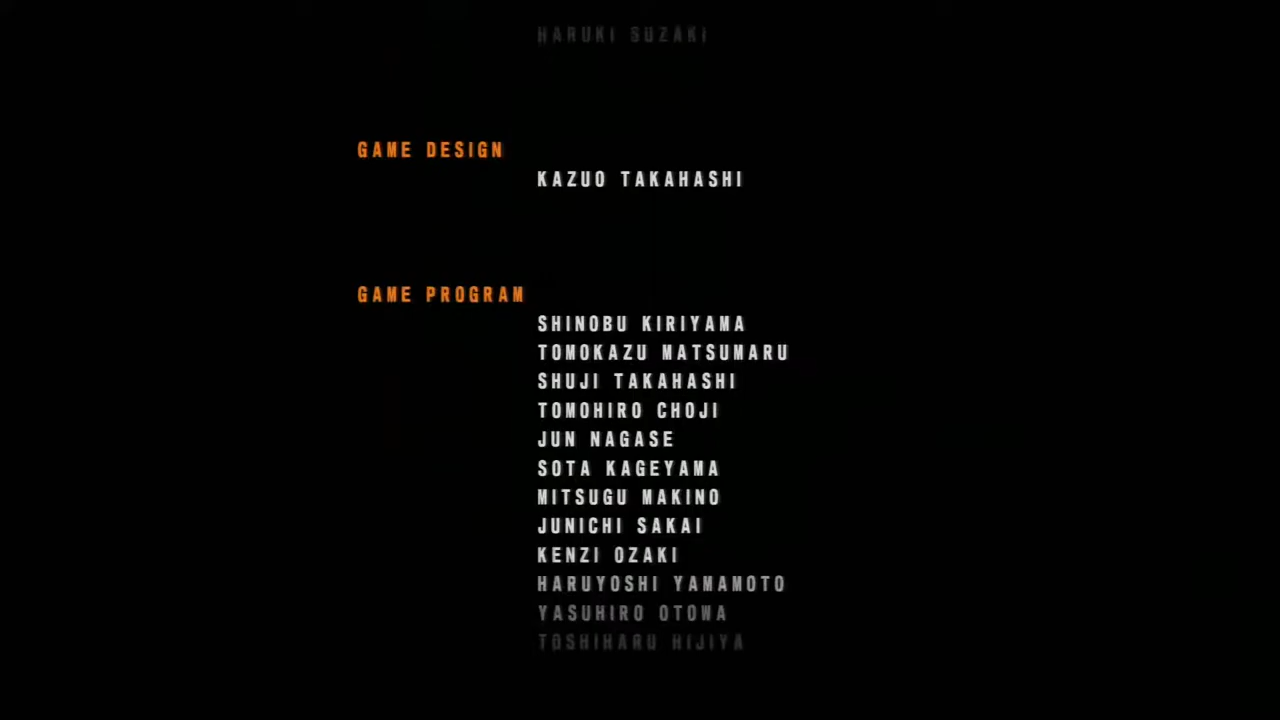 HARUKI SUZAKI
GAME DESIGN
KAZUO TAKAHASHI
GAME PROGRAM
SHINOBU KIRIYAMA
TOMOKAZU MATSUMARU
SHUJI TAKAHASHI
TOMOHIRO CHOJI
JUN NAGASE
SOTA KAGEYAMA
MITSUGU MAKINO
JUNICHI SAKAI
KENZI OZAKI
HARUYOSHI YAMAMOTO
YASUHIRO OTOWA
TOSHIHARU HIJIYA